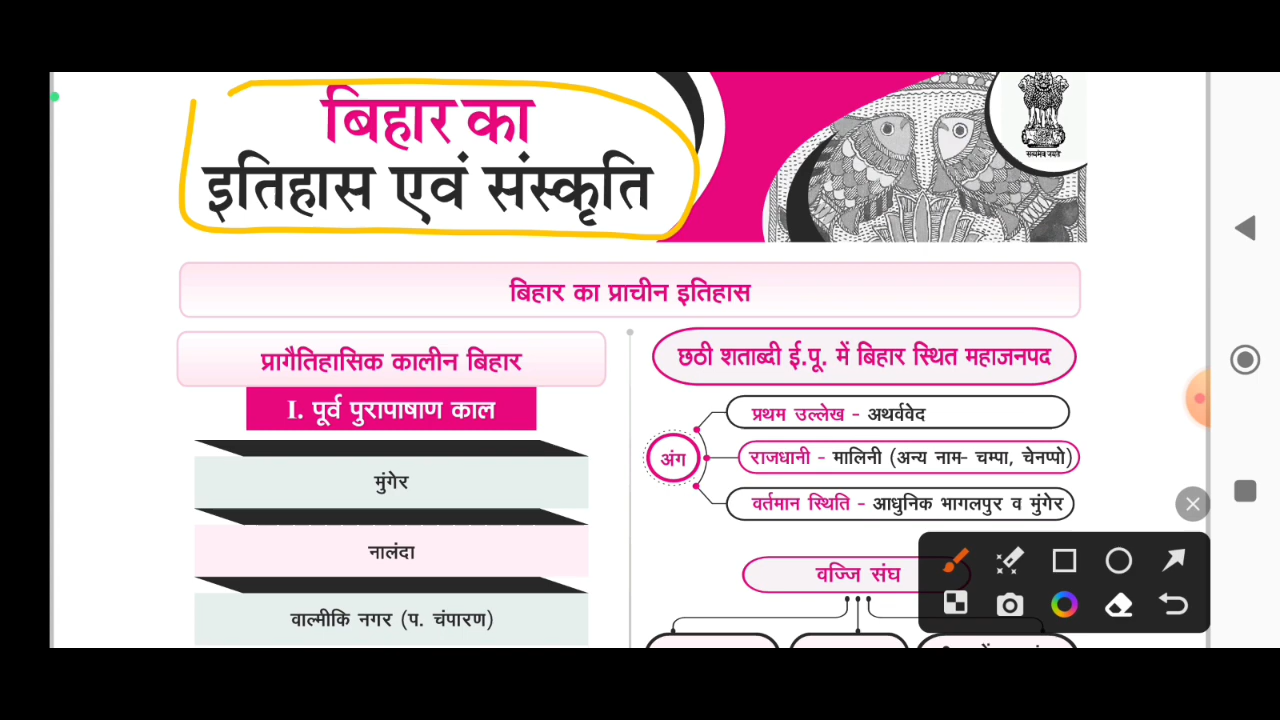 बिहार का
इतिहास एवं संस्कृति
सत्यमेव जयते
बिहार का प्राचीन इतिहास
प्रागैतिहासिक कालीन बिहार
I. पूर्व पुरापाषाण काल
मुंगेर
नालंदा
वाल्मीकि नगर (प. चंपारण)
छठी शताब्दी ई.पू. में बिहार स्थित महाजनपद
अंग
प्रथम उल्लेख - अथर्ववेद
राजधानी - मालिनी (अन्य नाम- चम्पा, चेनप्पो)
वर्तमान स्थिति - आधुनिक भागलपुर व मुंगेर
वज्जि संघ